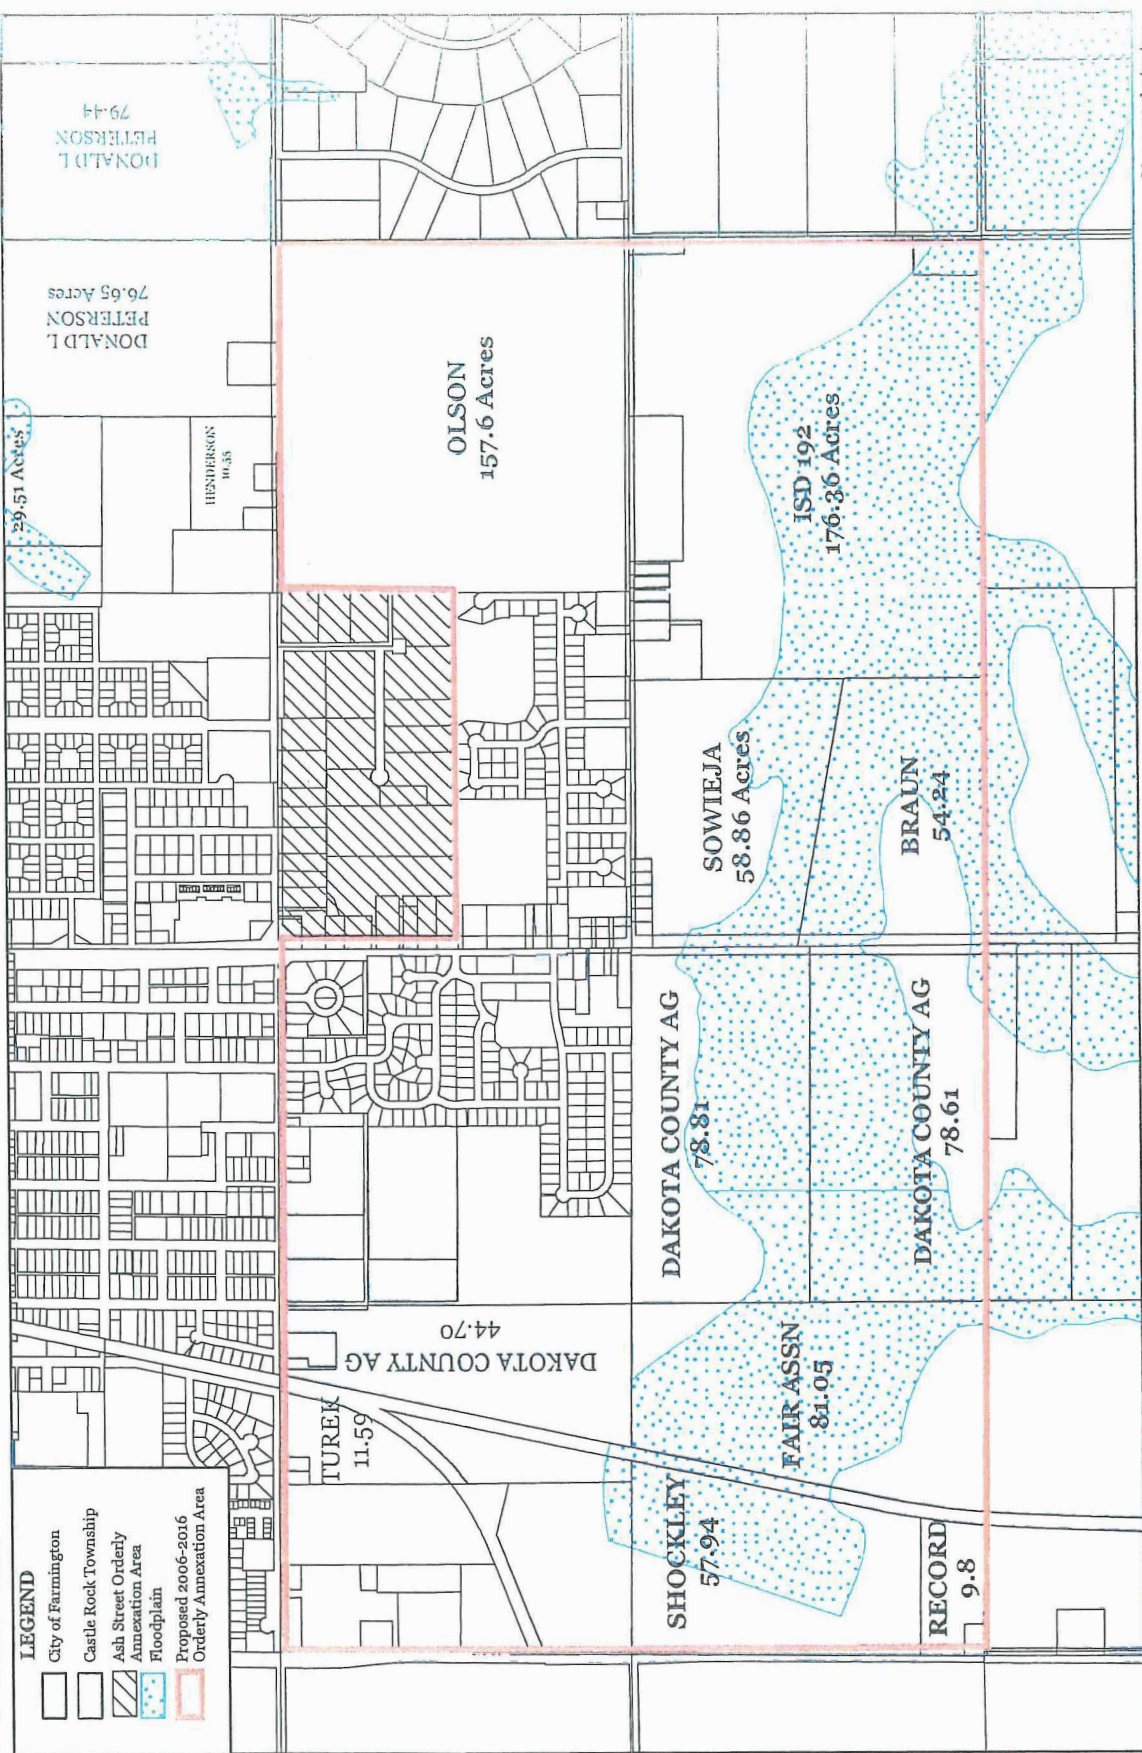 LEGEND
City of Farmington
Castle Rock Township
Ash Street Orderly
Annexation Area
Floodplain
Proposed 2006-2016
Orderly Annexation Area
29.51 Acres
HENDERSON
10.55
DONALD L
PETERSON
76.65 Acres
DONALD L
PETERSON
79.44
TUREK
11.59
DAKOTA COUNTY AG
44.70
OLSON
157.6 Acres
SHOCKLEY
57.94
FAIR ASSN
81.05
DAKOTA COUNTY AG
78.81
SOWIEJA
58.86 Acres
ISD 192
176.36 Acres
RECORD
9.8
DAKOTA COUNTY AG
78.61
BRAUN
54.24